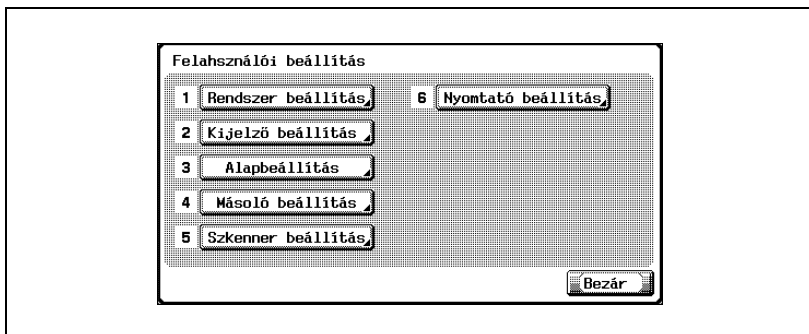 Felahsználói beállítás
1 Rendszer beállítás
2 Kijelző beállítás
3 Alapbeállítás
4 Másoló beállítás
5 Szkenner beállítás
6 Nyomtató beállítás
Bezár